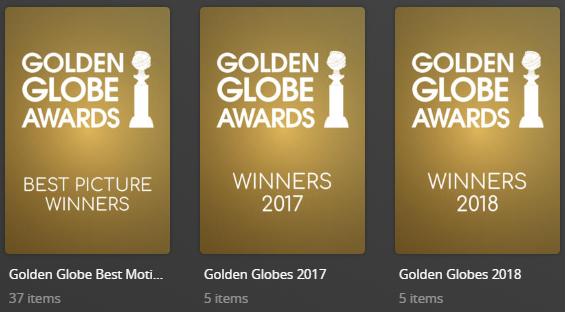 GOLDEN
GLOBE
AWARDS
BEST PICTURE
WINNERS
Golden Globe Best Moti...
37 items
GOLDEN
GLOBE
AWARDS
WINNERS
2017
Golden Globes 2017
5 items
GOLDEN
GLOBE
AWARDS
WINNERS
2018
Golden Globes 2018
5 items